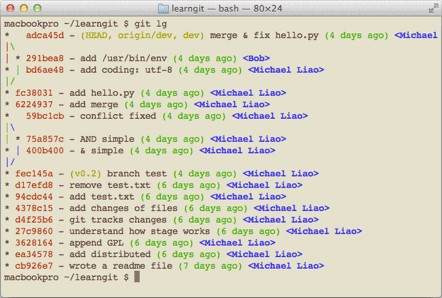 learngit — bash — 80×24
macbookpro ~/learngit $ git lg
*   adca45d - (HEAD, origin/dev, dev) merge & fix hello.py (4 days ago) <Michael
|\
| * 291bea8 - add /usr/bin/env (4 days ago) <Bob>
* | bd6ae48 - add coding: utf-8 (4 days ago) <Michael Liao>
|/
* fc38031 - add hello.py (4 days ago) <Michael Liao>
* 6224937 - add merge (4 days ago) <Michael Liao>
*   59bc1cb - conflict fixed (4 days ago) <Michael Liao>
|\
| * 75a857c - AND simple (4 days ago) <Michael Liao>
* | 400b400 - & simple (4 days ago) <Michael Liao>
|/
* fec145a - (v0.2) branch test (4 days ago) <Michael Liao>
* d17efd8 - remove test.txt (6 days ago) <Michael Liao>
* 94cdc44 - add test.txt (6 days ago) <Michael Liao>
* 4378c15 - add changes of files (6 days ago) <Michael Liao>
* d4f25b6 - git tracks changes (6 days ago) <Michael Liao>
* 27c9860 - understand how stage works (6 days ago) <Michael Liao>
* 3628164 - append GPL (6 days ago) <Michael Liao>
* ea34578 - add distributed (6 days ago) <Michael Liao>
* cb926e7 - wrote a readme file (7 days ago) <Michael Liao>
macbookpro ~/learngit $